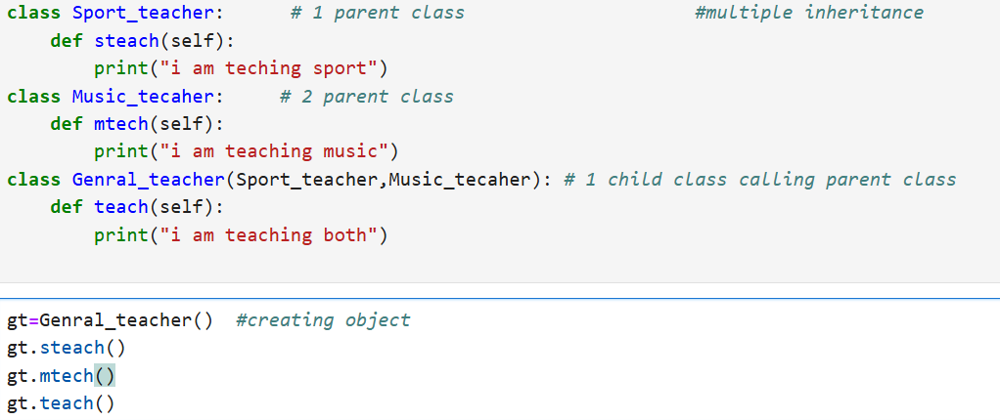 class Sport_teacher:      # 1 parent class                     #multiple inheritance
    def steach(self):
        print("i am teching sport")
class Music_tecaher:     # 2 parent class
    def mtech(self):
        print("i am teaching music")
class Genral_teacher(Sport_teacher,Music_tecaher): # 1 child class calling parent class
    def teach(self):
        print("i am teaching both")
gt=Genral_teacher()  #creating object
gt.steach()
gt.mtech()
gt.teach()